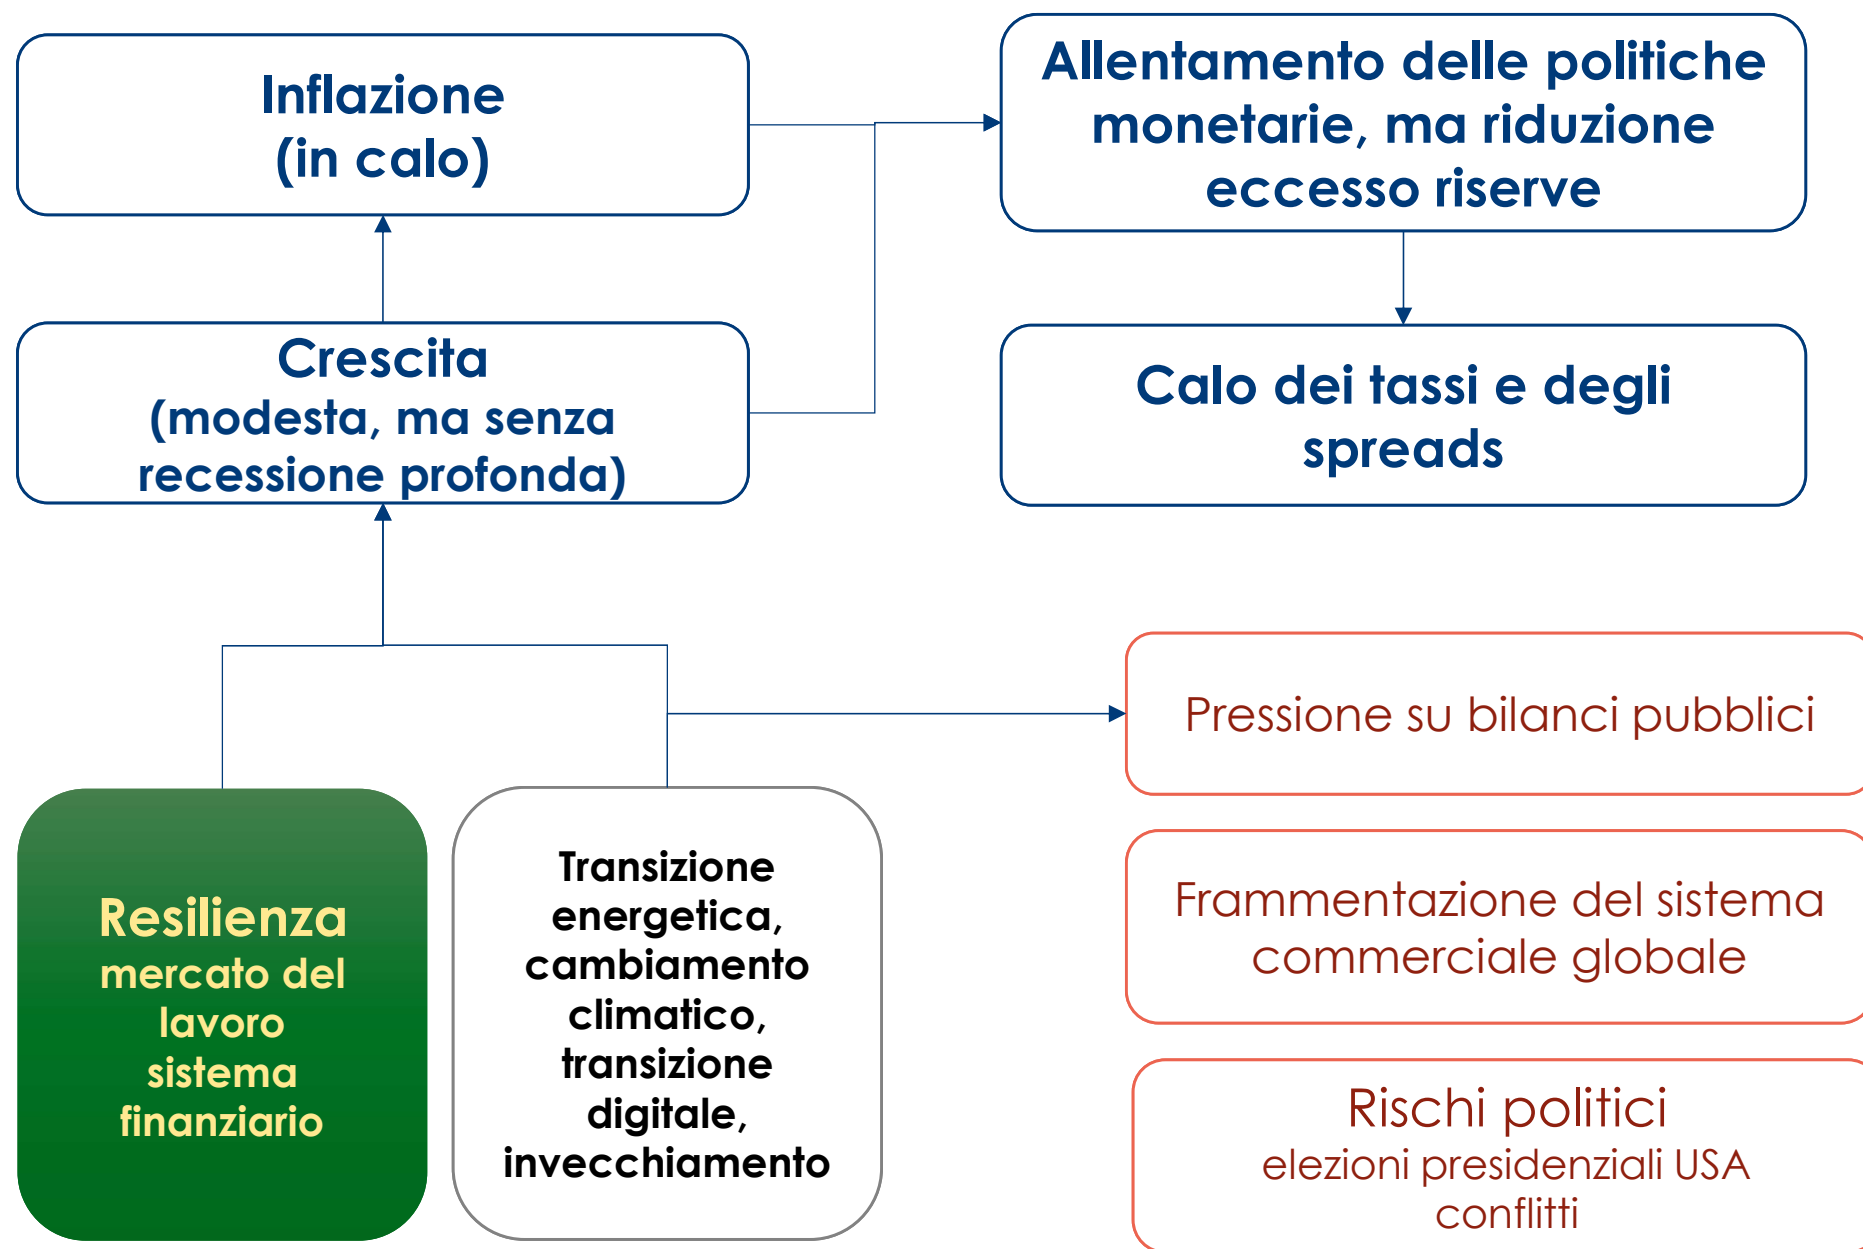 Inflazione
(in calo)
Allentamento delle politiche
monetarie, ma riduzione
eccesso riserve
Crescita
(modesta, ma senza
recessione profonda)
Calo dei tassi e degli
spreads
Pressione su bilanci pubblici
Resilienza
mercato del
lavoro
sistema
finanziario
Transizione
energetica,
cambiamento
climatico,
transizione
digitale,
invecchiamento
Frammentazione del sistema
commerciale globale
Rischi politici
elezioni presidenziali USA
conflitti